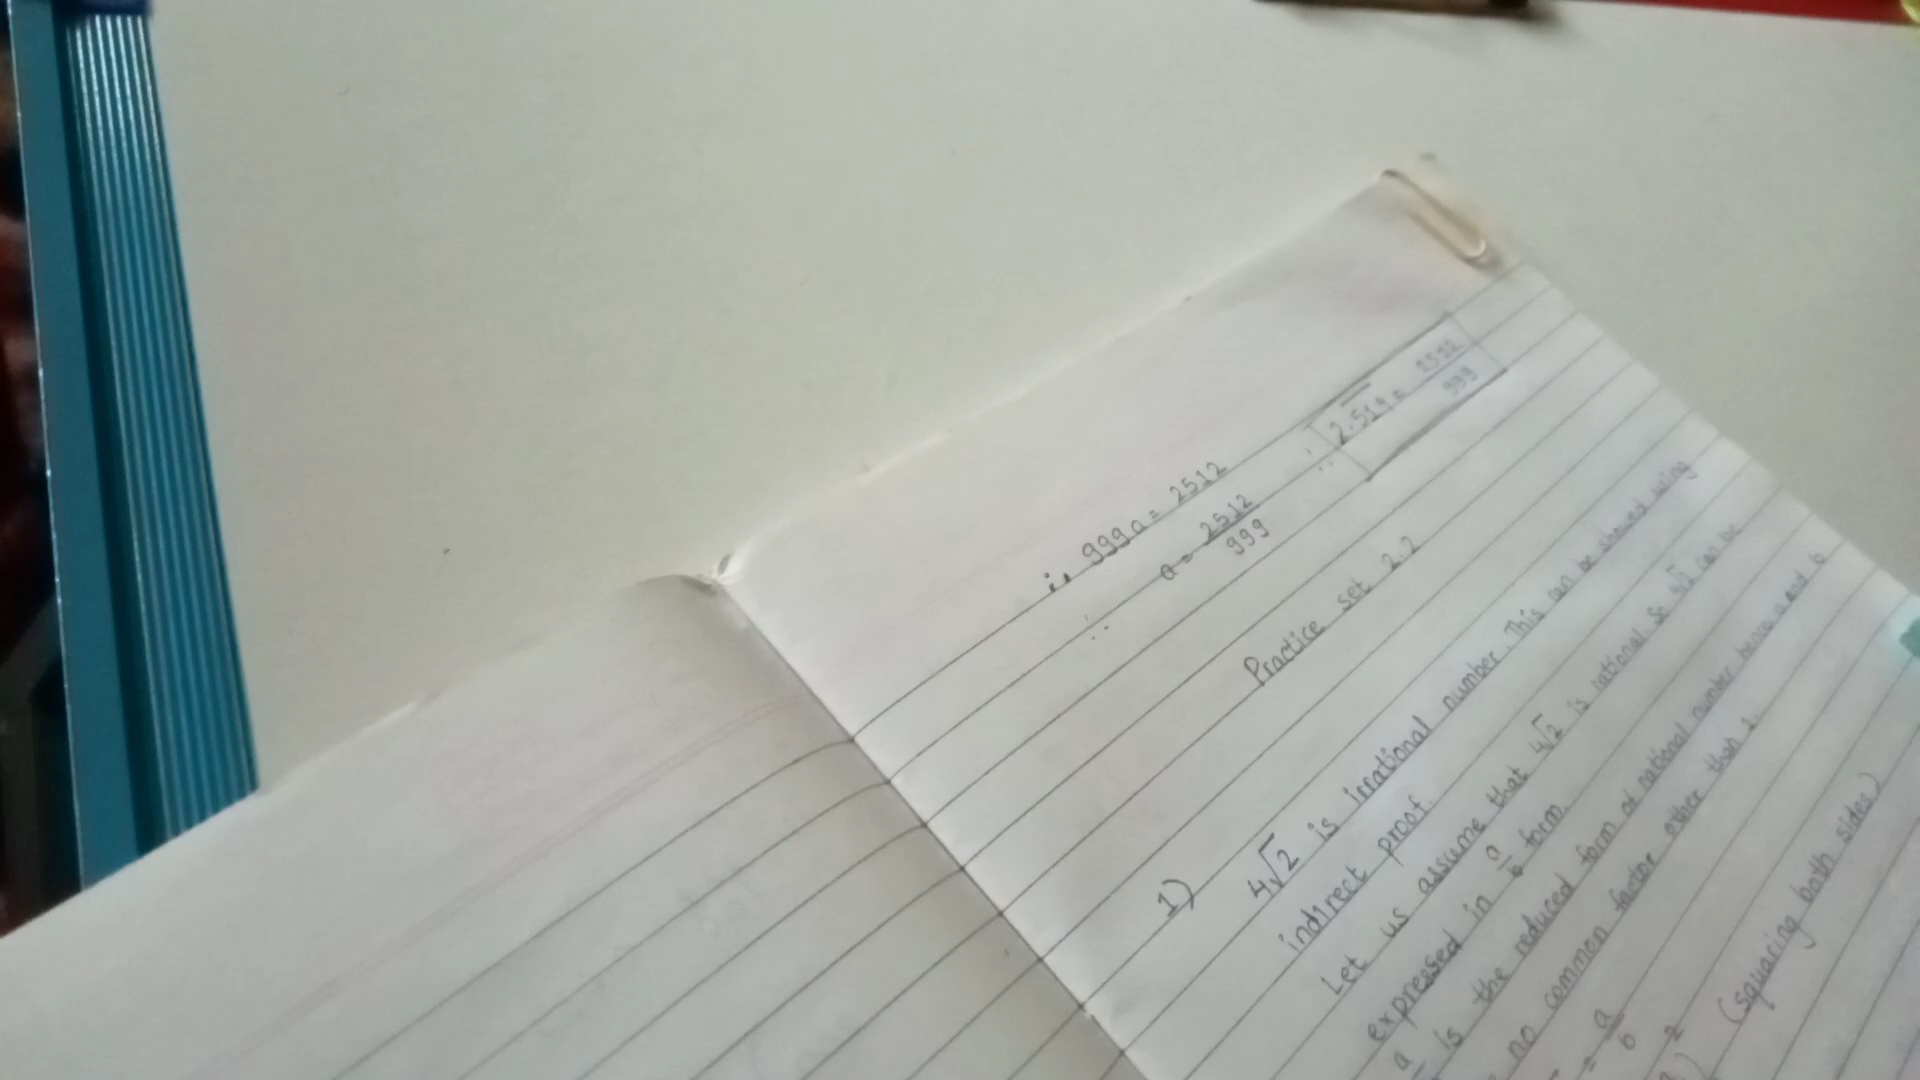 ∴ 999a = 2512
∴ a = 2512/999 ∴ 2.514 = 2512/999
Practice set 2.2
1) 4√2 is irrational number. This can be showed using
indirect proof.
Let us assume that 4√2 is rational. So 4√2 can be
expressed in a/b form.
a is the reduced form of rational number hence a and b
no common factor other than 1.
= a/b
2 (squaring both sides)